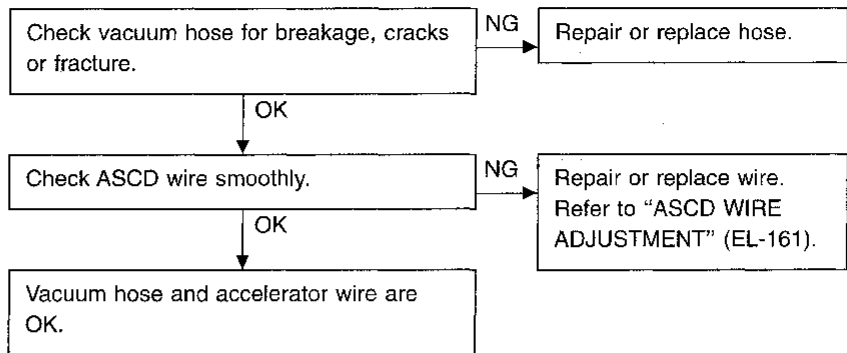 Check vacuum hose for breakage, cracks
or fracture.
NG
Repair or replace hose.
OK
Check ASCD wire smoothly.
NG
Repair or replace wire.
Refer to “ASCD WIRE
ADJUSTMENT” (EL-161).
OK
Vacuum hose and accelerator wire are
OK.